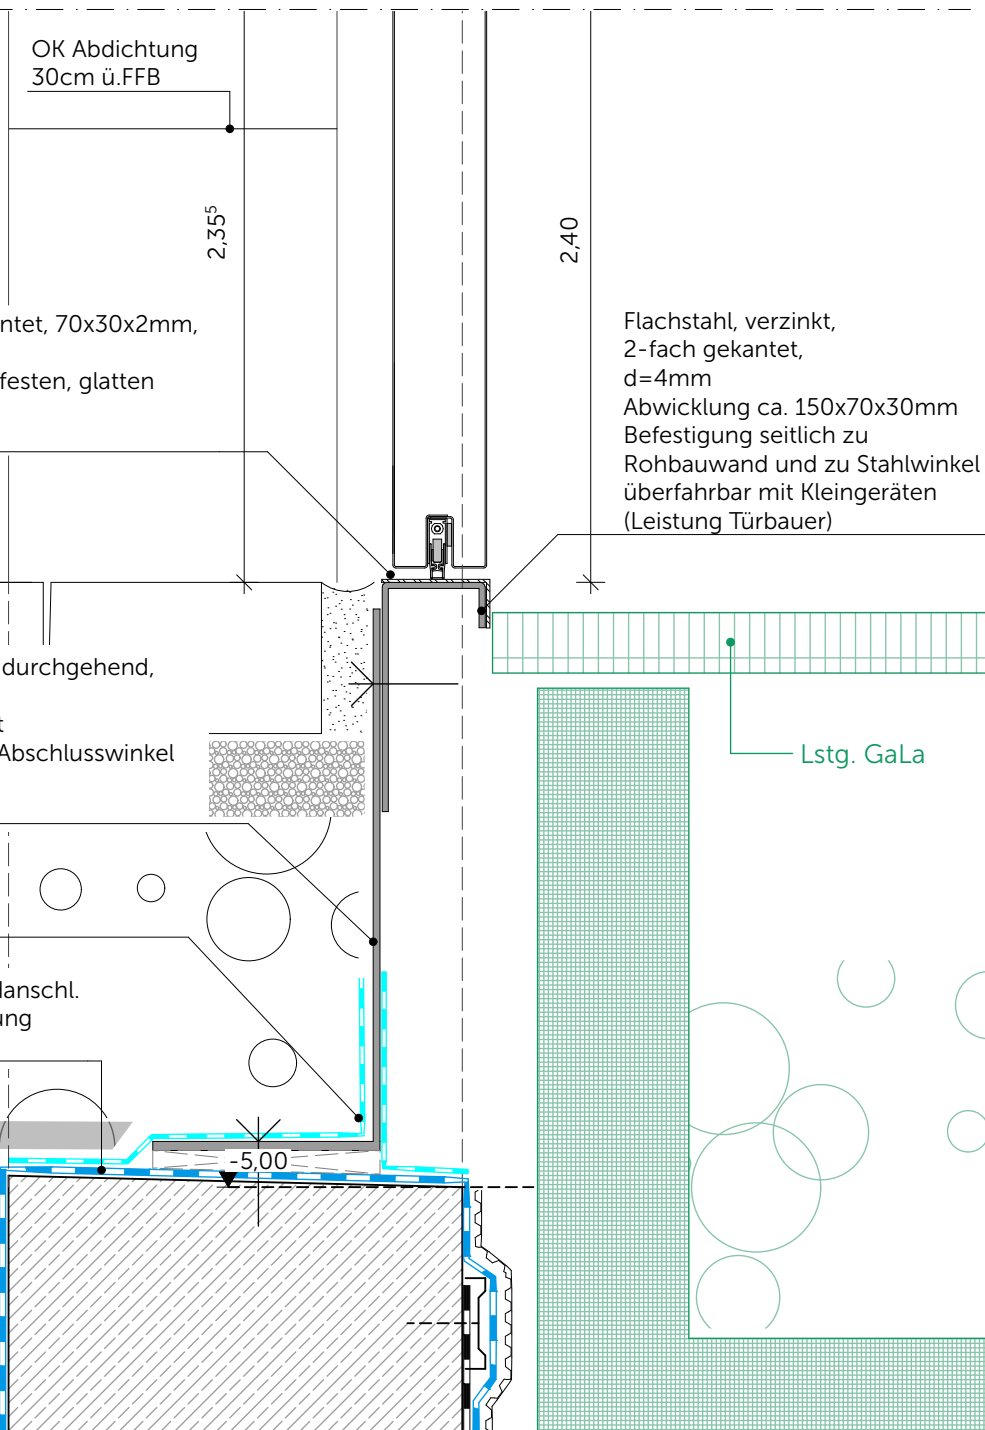 OK Abdichtung
30cm ü.FFB
2,35⁵
2,40
ntet, 70x30x2mm,
festen, glatten
Flachstahl, verzinkt,
2-fach gekantet,
d=4mm
Abwicklung ca. 150x70x30mm
Befestigung seitlich zu
Rohbauwand und zu Stahlwinkel
überfahrbar mit Kleingeräten
(Leistung Türbauer)
durchgehend,
t
Abschlusswinkel
Lstg. GaLa
danschl.
ung
-5,00